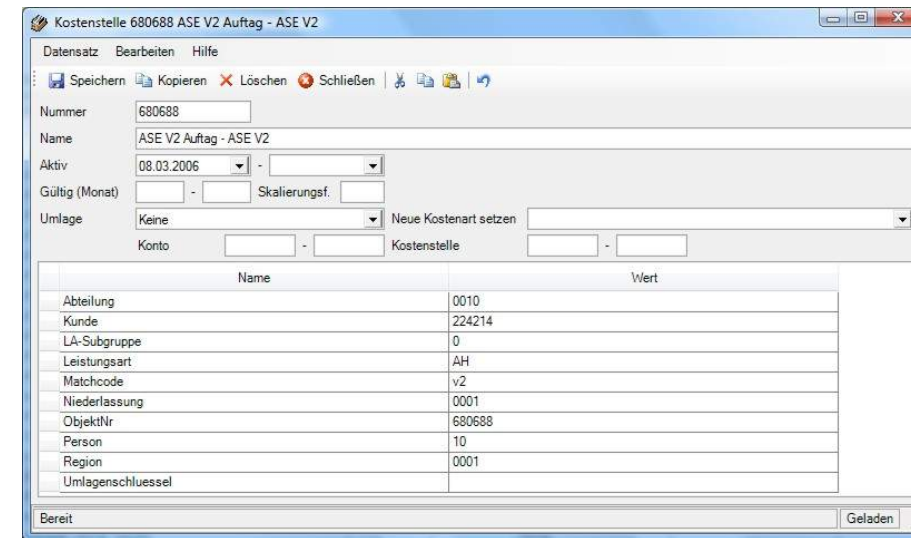 Kostenstelle 680688 ASE V2 Auftag - ASE V2
Datensatz Bearbeiten Hilfe
Speichern Kopieren Löschen Schließen
Nummer 680688
Name ASE V2 Auftag - ASE V2
Aktiv 08.03.2006 -
Gültig (Monat) - Skalierungsf.
Umlage Keine Neue Kostenart setzen
Konto - Kostenstelle -
Name Wert
Abteilung 0010
Kunde 224214
LA-Subgruppe 0
Leistungsart AH
Matchcode v2
Niederlassung 0001
ObjektNr 680688
Person 10
Region 0001
Umlagenschluessel
Bereit Geladen